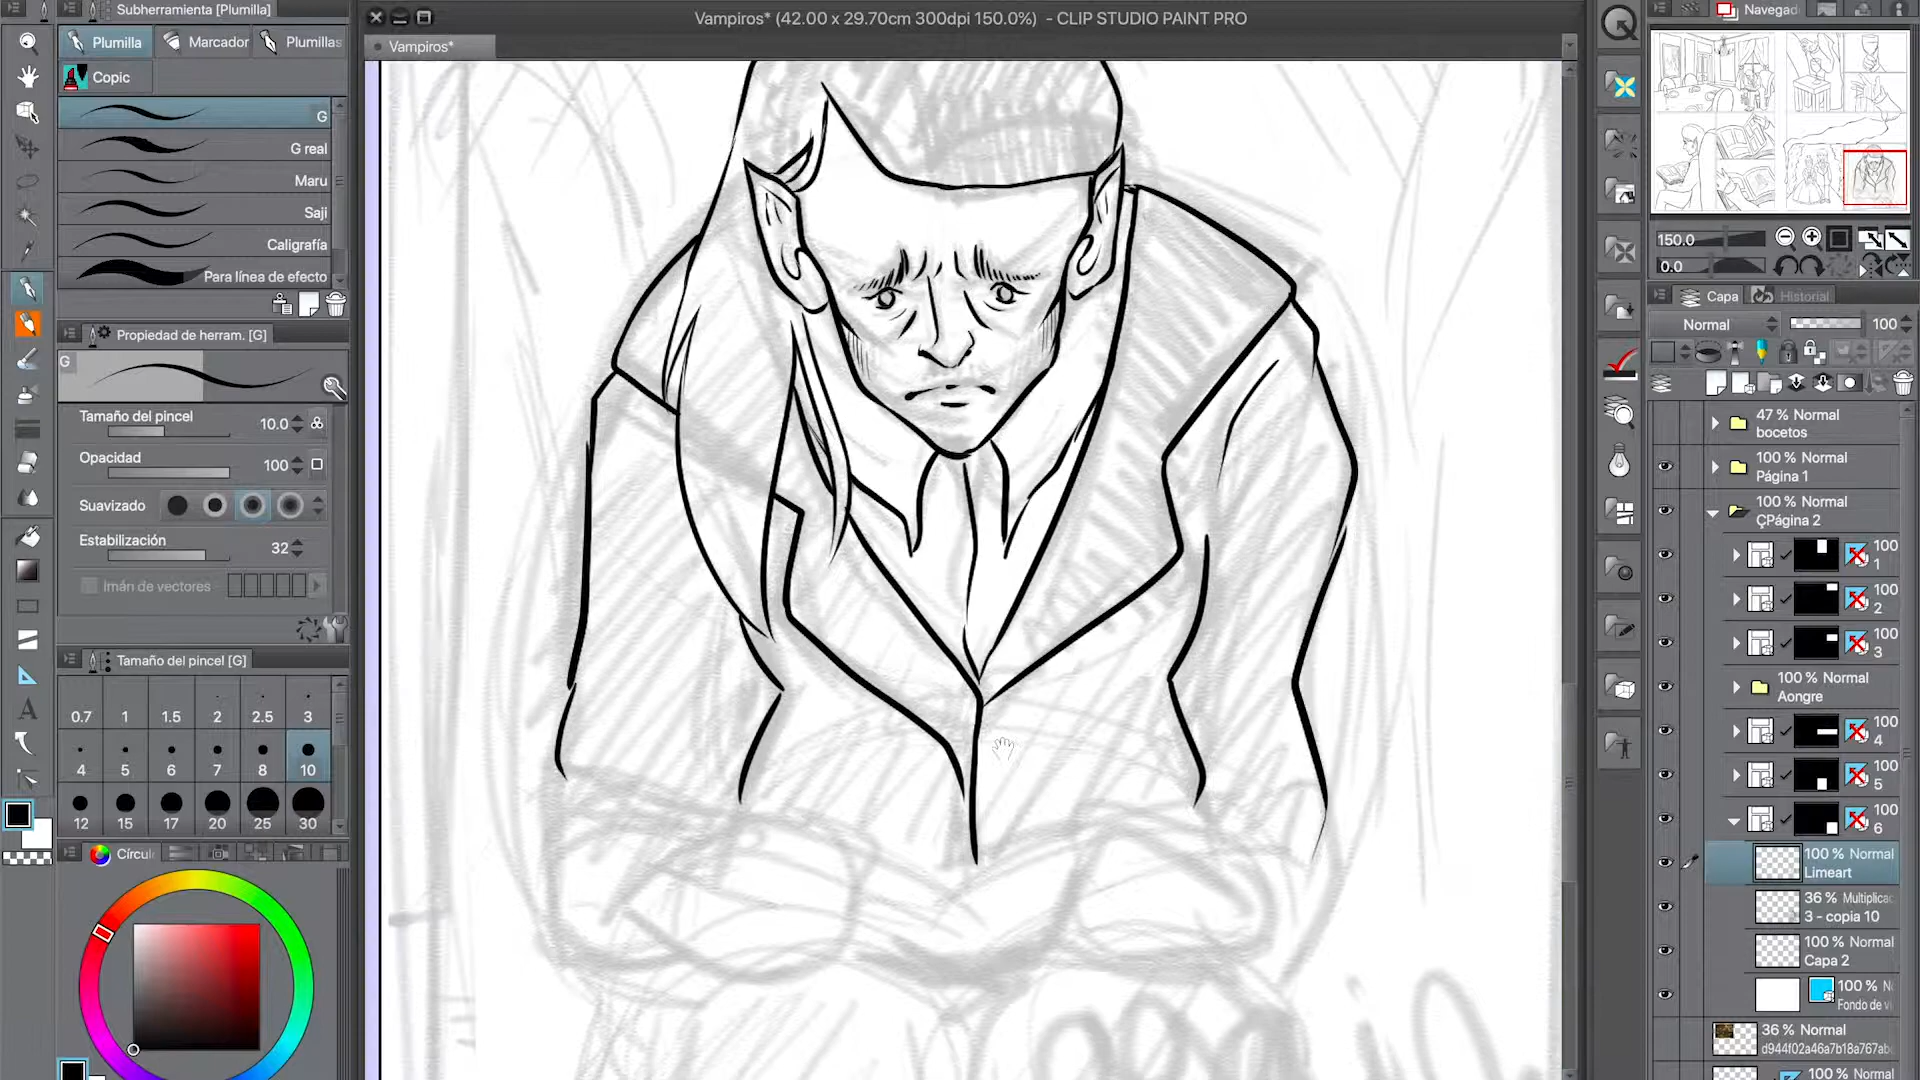 Subherramienta [Plumilla]
Plumilla
Marcador
Plumillas
Copic
G
G real
Maru
Saji
Caligrafía
Para línea de efecto
Propiedad de herram. [G]
G
Tamaño del pincel
10.0
Opacidad
100
Suavizado
Estabilización
32
Imán de vectores
Tamaño del pincel [G]
0.7 1 1.5 2 2.5 3
4 5 6 7 8 10
12 15 17 20 25 30
Círcul
Vampiros* (42.00 x 29.70cm 300dpi 150.0%) - CLIP STUDIO PAINT PRO
Vampiros*
Navegad
150.0
0.0
Capa
Historial
Normal
100
47 % Normal
bocetos
100 % Normal
Página 1
100 % Normal
ÇPágina 2
100
1
100
2
100
3
100 % Normal
Aongre
100
4
100
5
100
6
100 % Normal
Limeart
36 % Multiplicac
3 - copia 10
100 % Normal
Capa 2
100 % N
Fondo de vi
36 % Normal
d944f02a46a7b18a767ab
100 % Normal